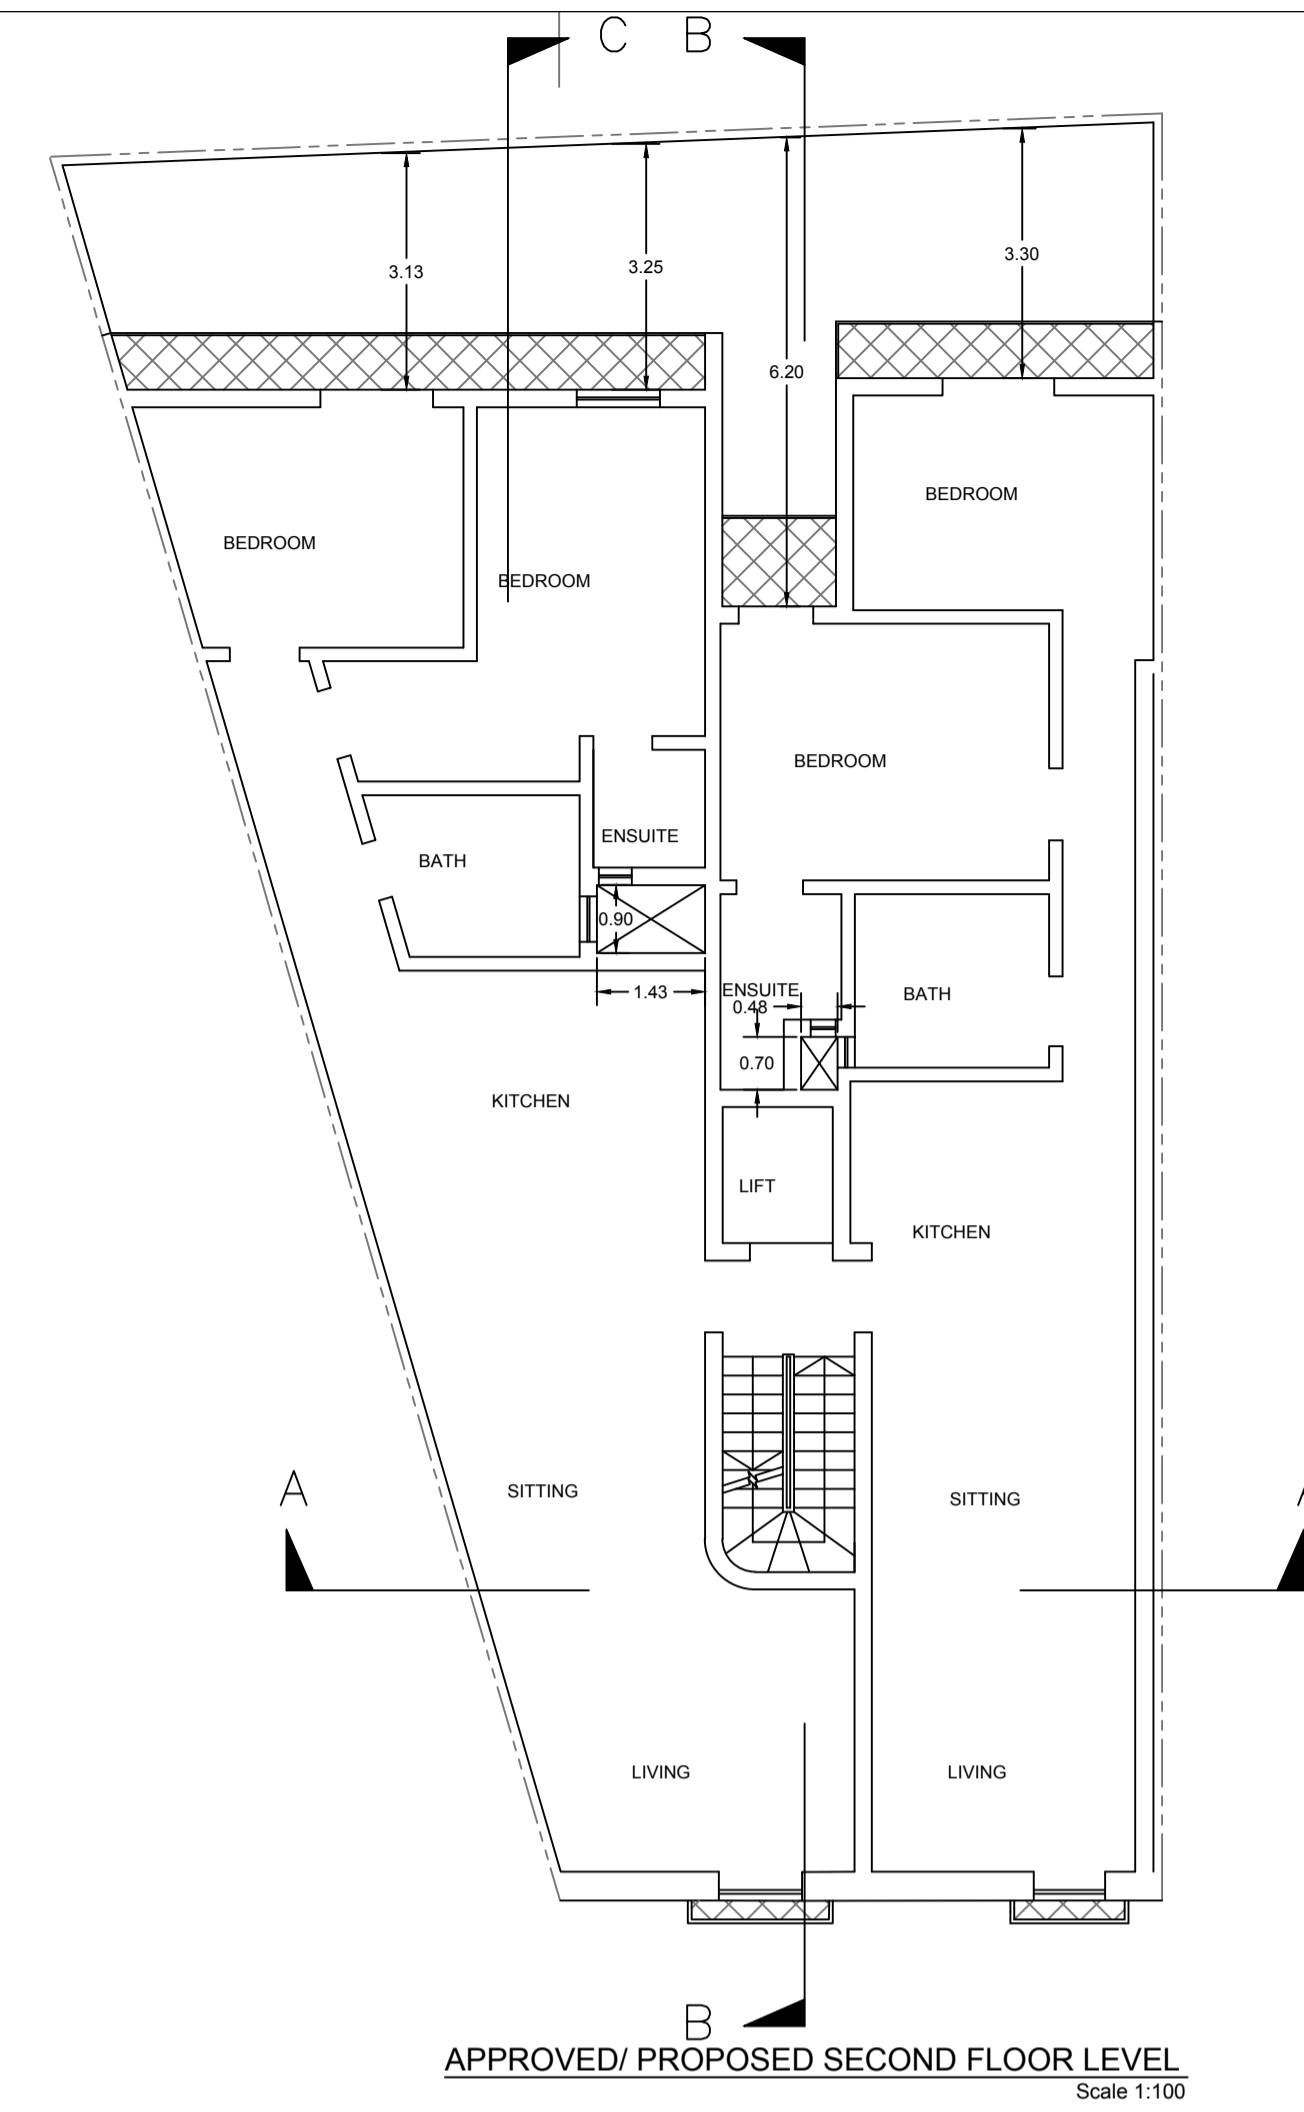 C B
3.13
3.25
6.20
3.30
BEDROOM
BEDROOM
BEDROOM
BEDROOM
BATH
ENSUITE
0.90
1.43
ENSUITE
0.48
BATH
0.70
KITCHEN
LIFT
KITCHEN
A
SITTING
SITTING
LIVING
LIVING
B
APPROVED/ PROPOSED SECOND FLOOR LEVEL
Scale 1:100